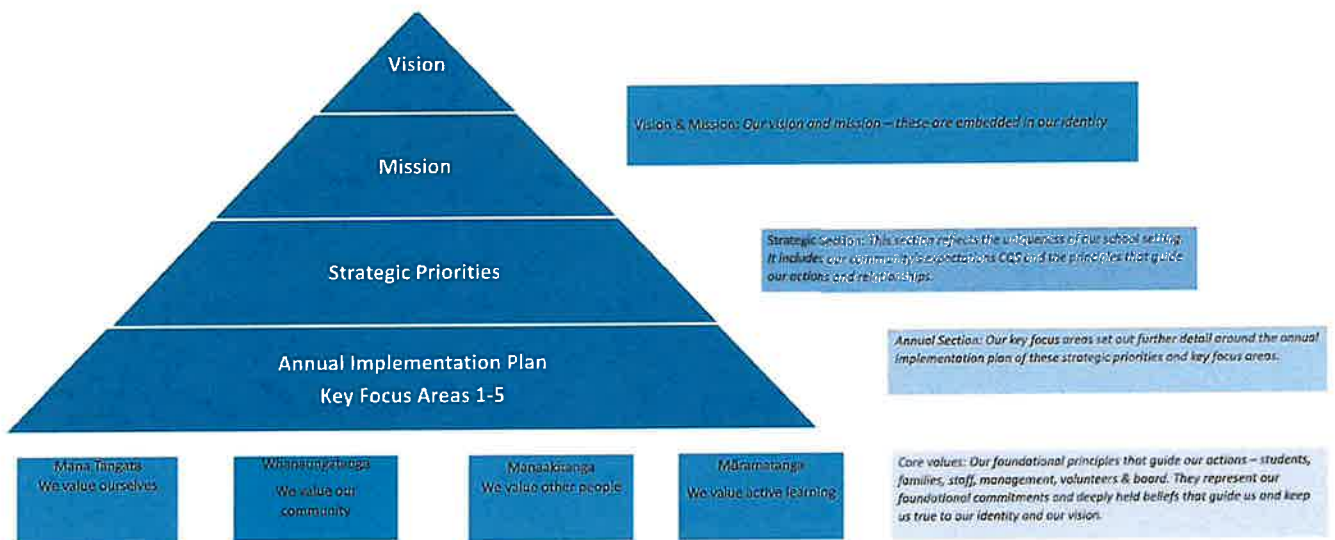 Vision
Vision & Mission: Our vision and mission – these are embedded in our identity
Mission
Strategic Section: This section reflects the uniqueness of our school setting.
It includes our community's expectations CQS and the principles that guide
our actions and relationships.
Strategic Priorities
Annual Section: Our key focus areas set out further detail around the annual
implementation plan of these strategic priorities and key focus areas.
Annual Implementation Plan
Key Focus Areas 1-5
Mana Tangata
We value ourselves
Whanaungatanga
We value our
community
Manaakitanga
We value other people
Māramatanga
We value active learning
Core values: Our foundational principles that guide our actions – students,
families, staff, management, volunteers & board. They represent our
foundational commitments and deeply held beliefs that guide us and keep
us true to our identity and our vision.